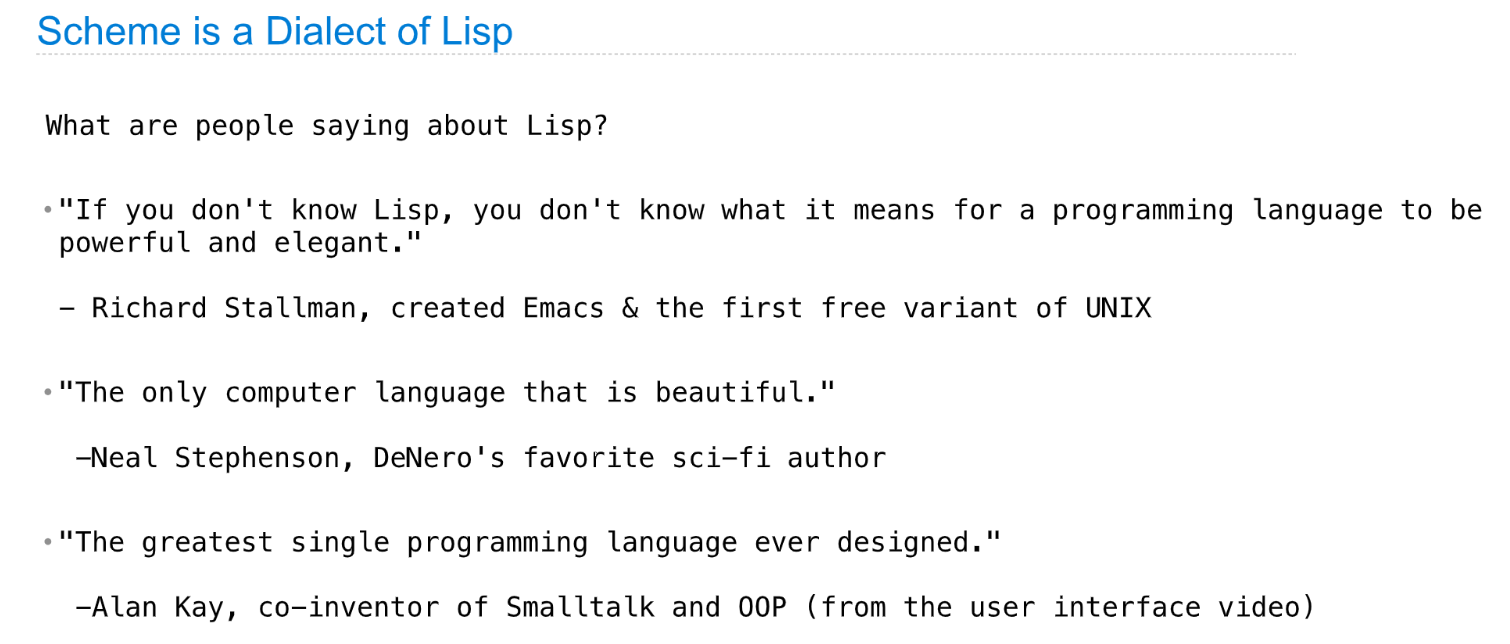 Scheme is a Dialect of Lisp
What are people saying about Lisp?
• "If you don't know Lisp, you don't know what it means for a programming language to be
powerful and elegant."
– Richard Stallman, created Emacs & the first free variant of UNIX
• "The only computer language that is beautiful."
–Neal Stephenson, DeNero's favorite sci-fi author
• "The greatest single programming language ever designed."
–Alan Kay, co-inventor of Smalltalk and OOP (from the user interface video)